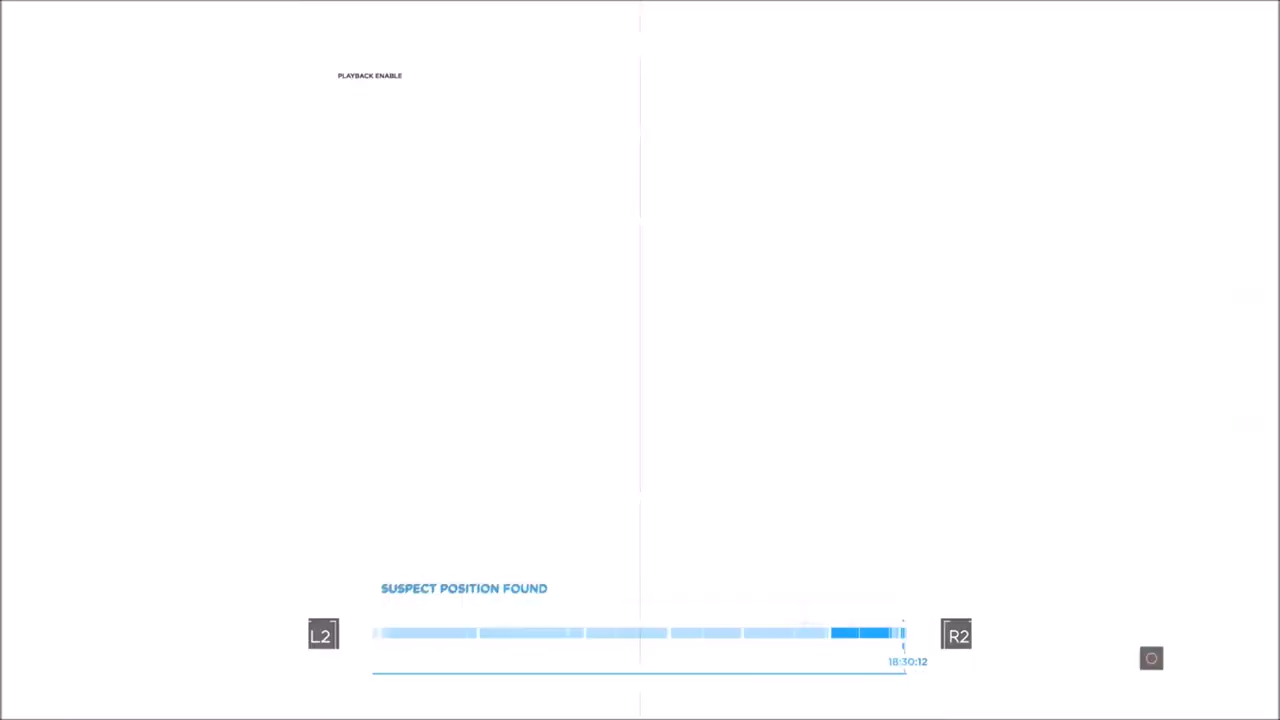 PLAYBACK ENABLE
SUSPECT POSITION FOUND
L2
R2
18:30:12